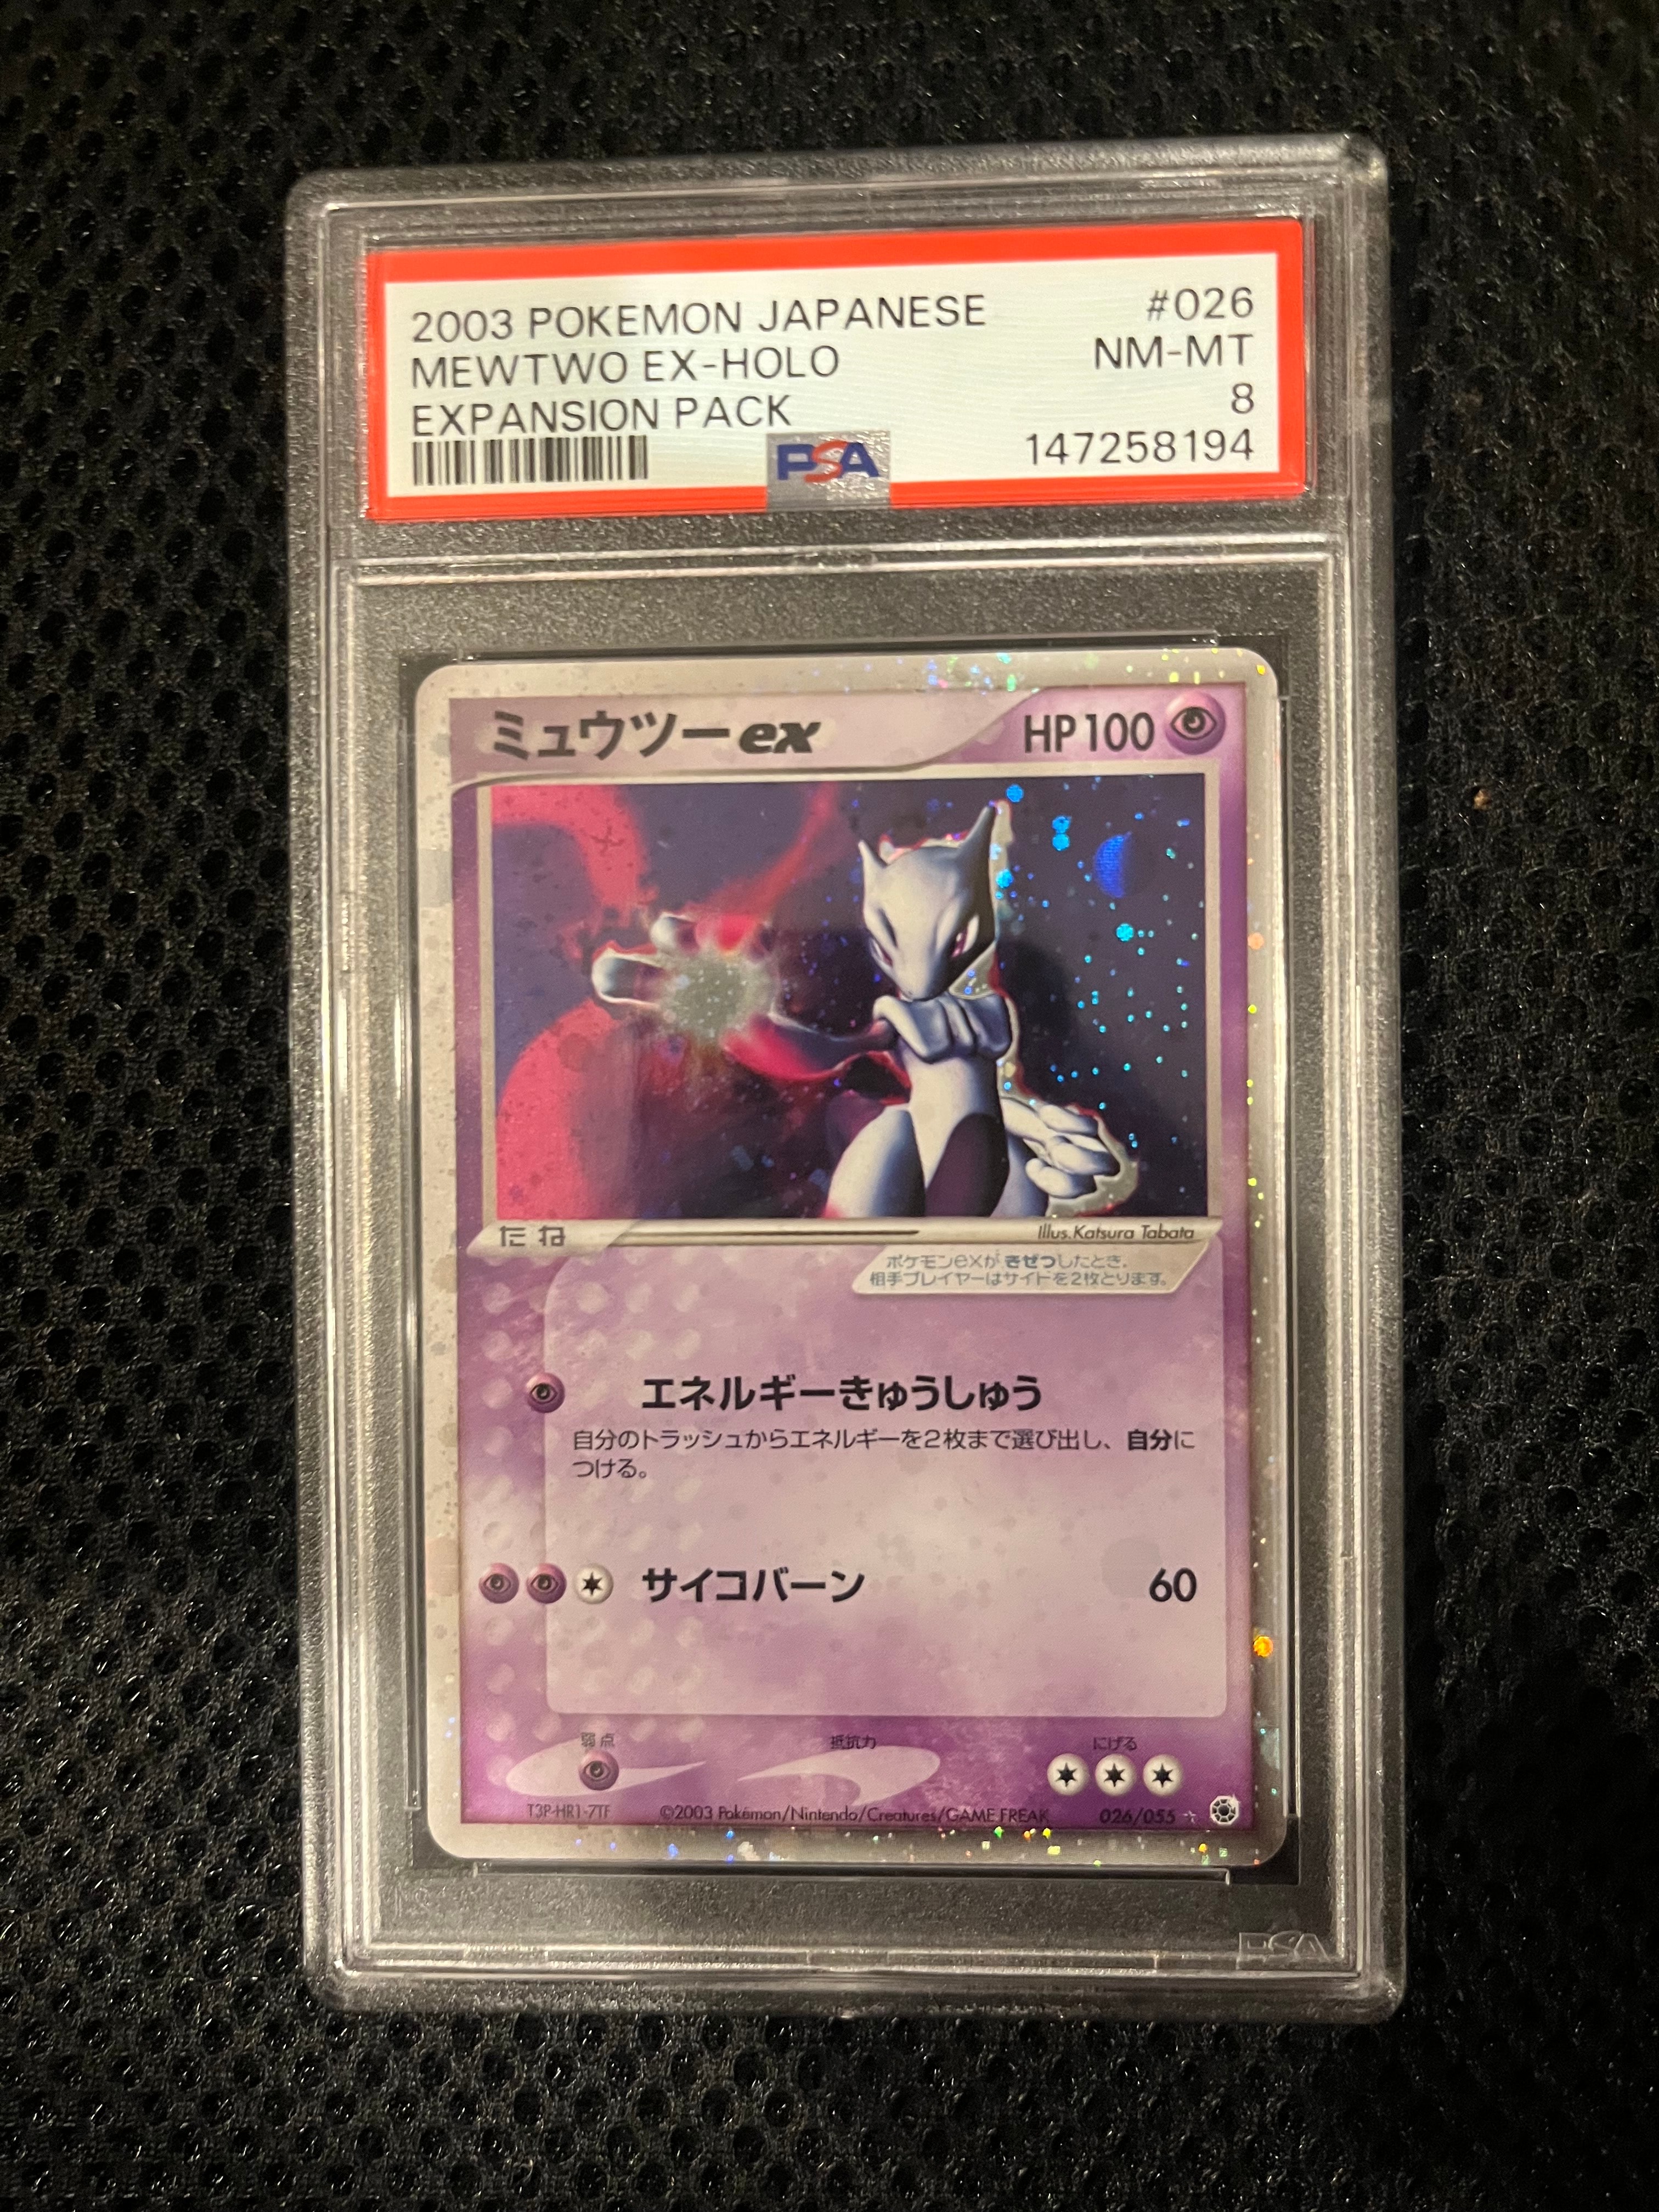 2003 POKEMON JAPANESE #026
MEWTWO EX-HOLO NM-MT
EXPANSION PACK 8
PSA 147258194
ミュウツーex HP100
たね Illus.Katsura Tabata
ポケモンexが きぜつしたとき、
相手プレイヤーはサイドを2枚とります。
エネルギーきゅうしゅう
自分のトラッシュからエネルギーを2枚まで選び出し、自分に
つける。
サイコバーン 60
弱点 抵抗力 にげる
T3P-HR1-7TF ©2003 Pokémon/Nintendo/Creatures/GAME FREAK 026/055 ☆
PSA